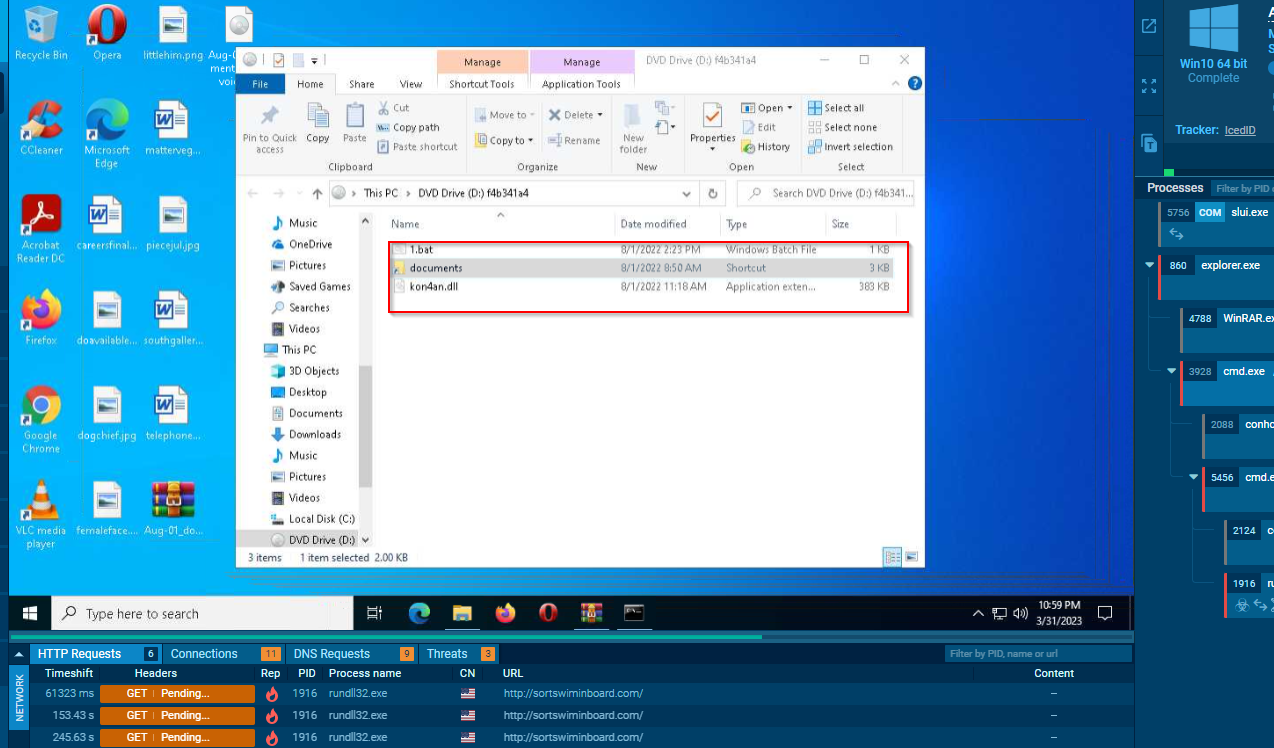 Recycle Bin
Opera
littlehim.png
CCleaner
Microsoft
Edge
matterveg...
Acrobat
Reader DC
careersfinal...
piecejul.jpg
Firefox
doavailable...
southgaller...
Google
Chrome
dogchief.jpg
telephone...
VLC media
player
femaleface....
Aug-01_do...
Manage
Manage
DVD Drive (D:) f4b341a4
File
Home
Share
View
Shortcut Tools
Application Tools
Pin to Quick
access
Copy
Paste
Cut
Copy path
Paste shortcut
Clipboard
Move to
Copy to
Delete
Rename
Organize
New
folder
New
Properties
Open
Edit
History
Open
Select all
Select none
Invert selection
Select
This PC > DVD Drive (D:) f4b341a4
Search DVD Drive (D:) f4b341...
Music
OneDrive
Pictures
Saved Games
Searches
Videos
This PC
3D Objects
Desktop
Documents
Downloads
Music
Pictures
Videos
Local Disk (C:)
DVD Drive (D:)
Name Date modified Type Size
1.bat 8/1/2022 2:23 PM Windows Batch File 1 KB
documents 8/1/2022 8:50 AM Shortcut 3 KB
kon4an.dll 8/1/2022 11:18 AM Application exten... 383 KB
3 items 1 item selected 2.00 KB
Type here to search
10:59 PM
3/31/2023
Win10 64 bit
Complete
Tracker: IcedID
Processes Filter by PID
5756 COM slui.exe
860 explorer.exe
4788 WinRAR.ex
3928 cmd.exe
2088 conho
5456 cmd.e
2124 c
1916 ru
NETWORK
HTTP Requests 6
Connections 11
DNS Requests 9
Threats 3
Filter by PID, name or url
Timeshift Headers Rep PID Process name CN URL Content
61323 ms GET Pending... 1916 rundll32.exe http://sortswiminboard.com/ –
153.43 s GET Pending... 1916 rundll32.exe http://sortswiminboard.com/ –
245.63 s GET Pending... 1916 rundll32.exe http://sortswiminboard.com/ –